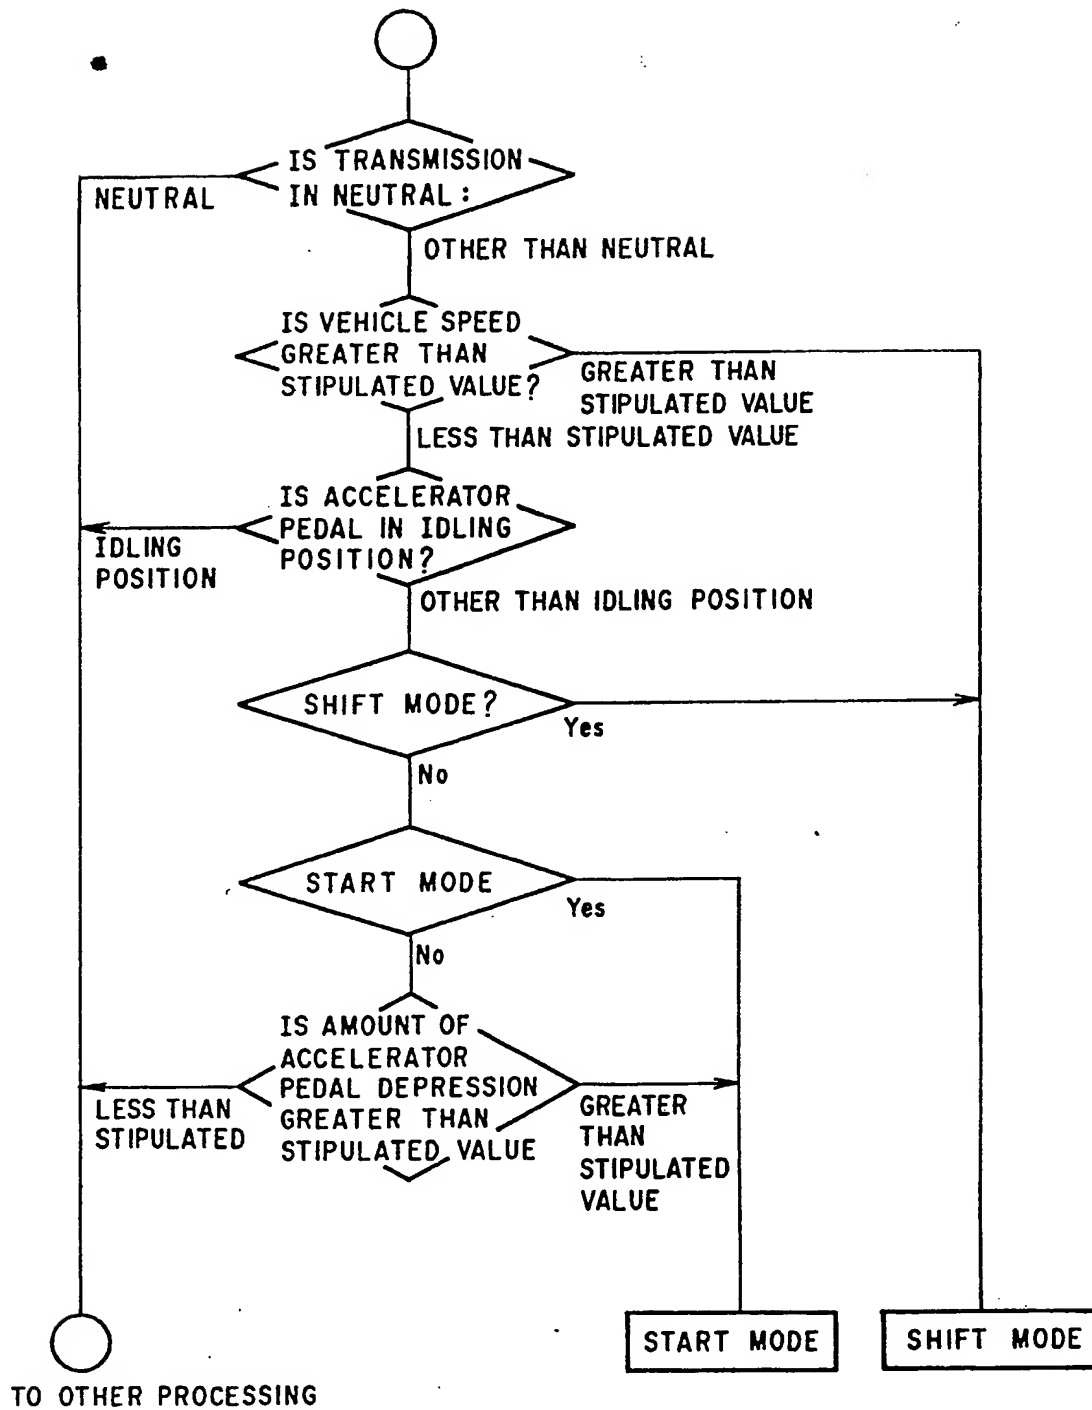 IS TRANSMISSION
IN NEUTRAL:
NEUTRAL
OTHER THAN NEUTRAL
IS VEHICLE SPEED
GREATER THAN
STIPULATED VALUE?
GREATER THAN
STIPULATED VALUE
LESS THAN STIPULATED VALUE
IS ACCELERATOR
PEDAL IN IDLING
POSITION?
IDLING
POSITION
OTHER THAN IDLING POSITION
SHIFT MODE?
Yes
No
START MODE
Yes
No
IS AMOUNT OF
ACCELERATOR
PEDAL DEPRESSION
GREATER THAN
STIPULATED VALUE
LESS THAN
STIPULATED
GREATER
THAN
STIPULATED
VALUE
START MODE
SHIFT MODE
TO OTHER PROCESSING